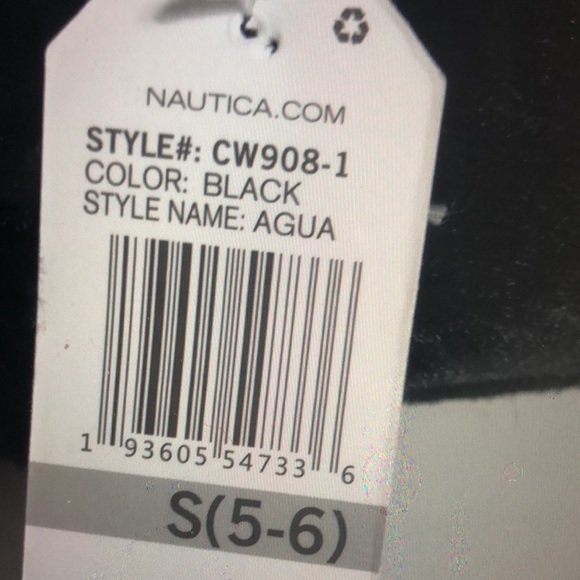 NAUTICA.COM
STYLE#: CW908-1
COLOR: BLACK
STYLE NAME: AGUA
1 93605 54733 6
S(5-6)